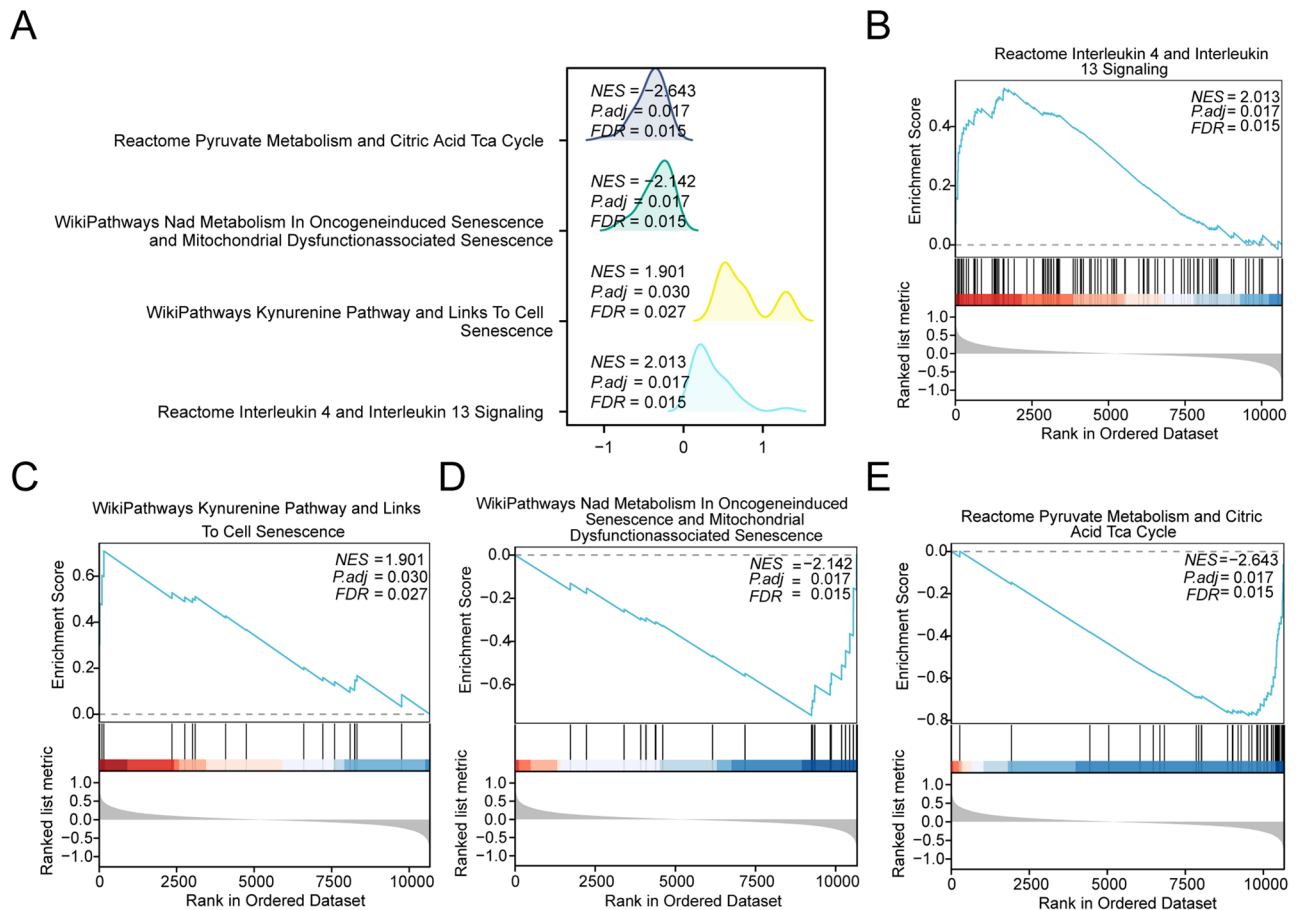 A
NES = −2.643
P.adj = 0.017
FDR = 0.015
Reactome Pyruvate Metabolism and Citric Acid Tca Cycle
NES = −2.142
P.adj = 0.017
FDR = 0.015
WikiPathways Nad Metabolism In Oncogeneinduced Senescence
and Mitochondrial Dysfunctionassociated Senescence
NES = 1.901
P.adj = 0.030
FDR = 0.027
WikiPathways Kynurenine Pathway and Links To Cell
Senescence
NES = 2.013
P.adj = 0.017
FDR = 0.015
Reactome Interleukin 4 and Interleukin 13 Signaling
−1 0 1
B
Reactome Interleukin 4 and Interleukin
13 Signaling
NES = 2.013
P.adj = 0.017
FDR = 0.015
Enrichment Score
0.4
0.2
0.0
Ranked list metric
1.0
0.5
0.0
−0.5
−1.0
0 2500 5000 7500 10000
Rank in Ordered Dataset
C
WikiPathways Kynurenine Pathway and Links
To Cell Senescence
NES = 1.901
P.adj = 0.030
FDR = 0.027
Enrichment Score
0.6
0.4
0.2
0.0
Ranked list metric
1.0
0.5
0.0
−0.5
−1.0
0 2500 5000 7500 10000
Rank in Ordered Dataset
D
WikiPathways Nad Metabolism In Oncogeneinduced
Senescence and Mitochondrial
Dysfunctionassociated Senescence
NES = −2.142
P.adj = 0.017
FDR = 0.015
Enrichment Score
0.0
−0.2
−0.4
−0.6
Ranked list metric
1.0
0.5
0.0
−0.5
−1.0
0 2500 5000 7500 10000
Rank in Ordered Dataset
E
Reactome Pyruvate Metabolism and Citric
Acid Tca Cycle
NES = −2.643
P.adj = 0.017
FDR = 0.015
Enrichment Score
0.0
−0.2
−0.4
−0.6
−0.8
Ranked list metric
1.0
0.5
0.0
−0.5
−1.0
0 2500 5000 7500 10000
Rank in Ordered Dataset